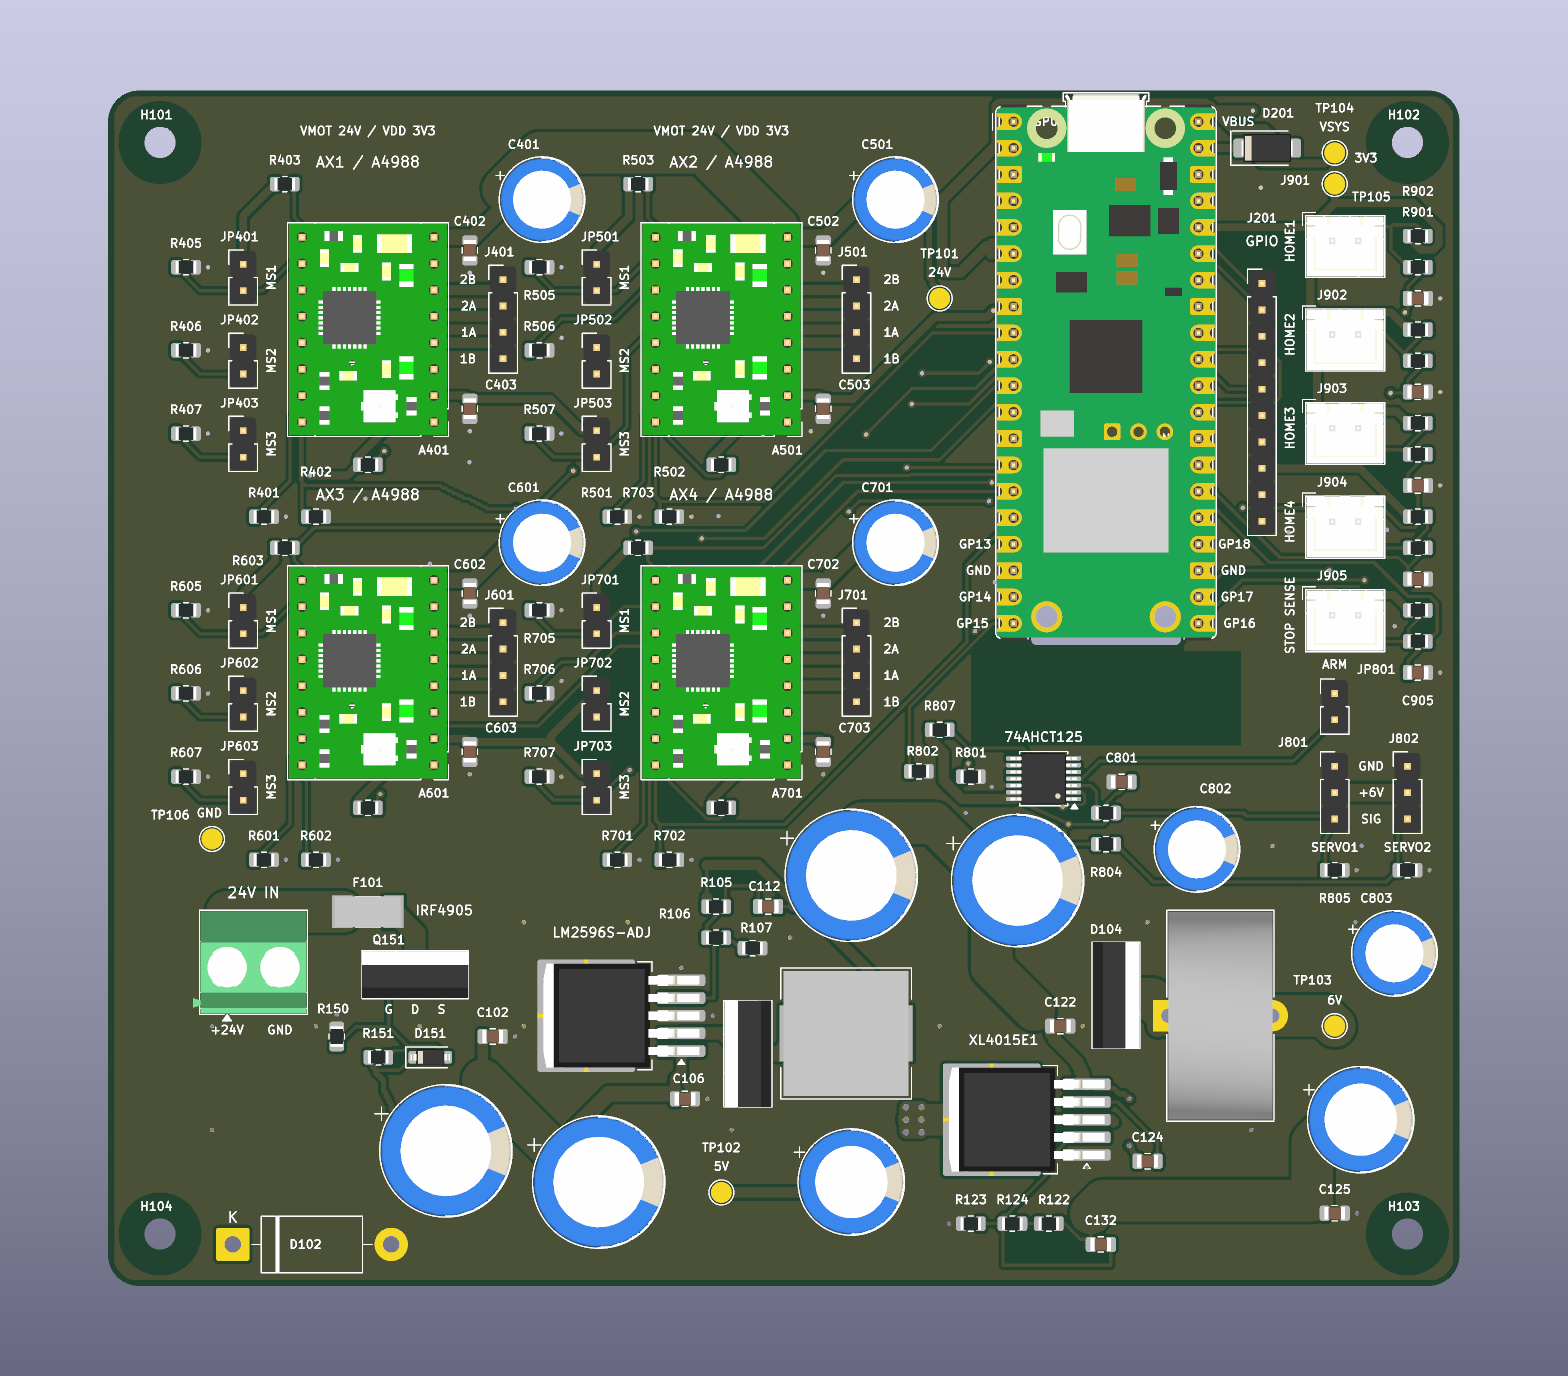 H101
VMOT 24V / VDD 3V3
AX1 / A4988
R403
C401
VMOT 24V / VDD 3V3
AX2 / A4988
R503
C501
GPU
VBUS
D201
TP104
VSYS
3V3
H102
J901
TP105
R902
R901
R405
JP401
MS1
C402
J401
2B
2A
1A
1B
C403
R406
JP402
MS2
R407
JP403
MS3
A401
R402
R401
JP501
MS1
R505
R506
JP502
MS2
R507
JP503
MS3
C502
J501
2B
2A
1A
1B
C503
A501
R502
R501
R703
TP101
24V
J201
GPIO
HOME1
J902
HOME2
J903
HOME3
J904
HOME4
J905
STOP SENSE
GP13
GND
GP14
GP15
GP18
GND
GP17
GP16
AX3 / A4988
C601
AX4 / A4988
C701
R603
R605
JP601
MS1
C602
J601
2B
2A
1A
1B
C603
R606
JP602
MS2
R607
JP603
MS3
A601
R601
R602
JP701
MS1
R705
R706
JP702
MS2
R707
JP703
MS3
C702
J701
2B
2A
1A
1B
C703
A701
R701
R702
ARM
JP801
C905
R807
74AHCT125
R802
R801
C801
J801
J802
GND
+6V
SIG
SERVO1
SERVO2
C802
R804
R805
C803
TP106
GND
24V IN
F101
IRF4905
Q151
G D S
+24V
GND
R150
R151
D151
C102
LM2596S-ADJ
R105
C112
R106
R107
C106
D104
C122
XL4015E1
TP103
6V
C124
TP102
5V
R123
R124
R122
C132
C125
H104
K
D102
H103